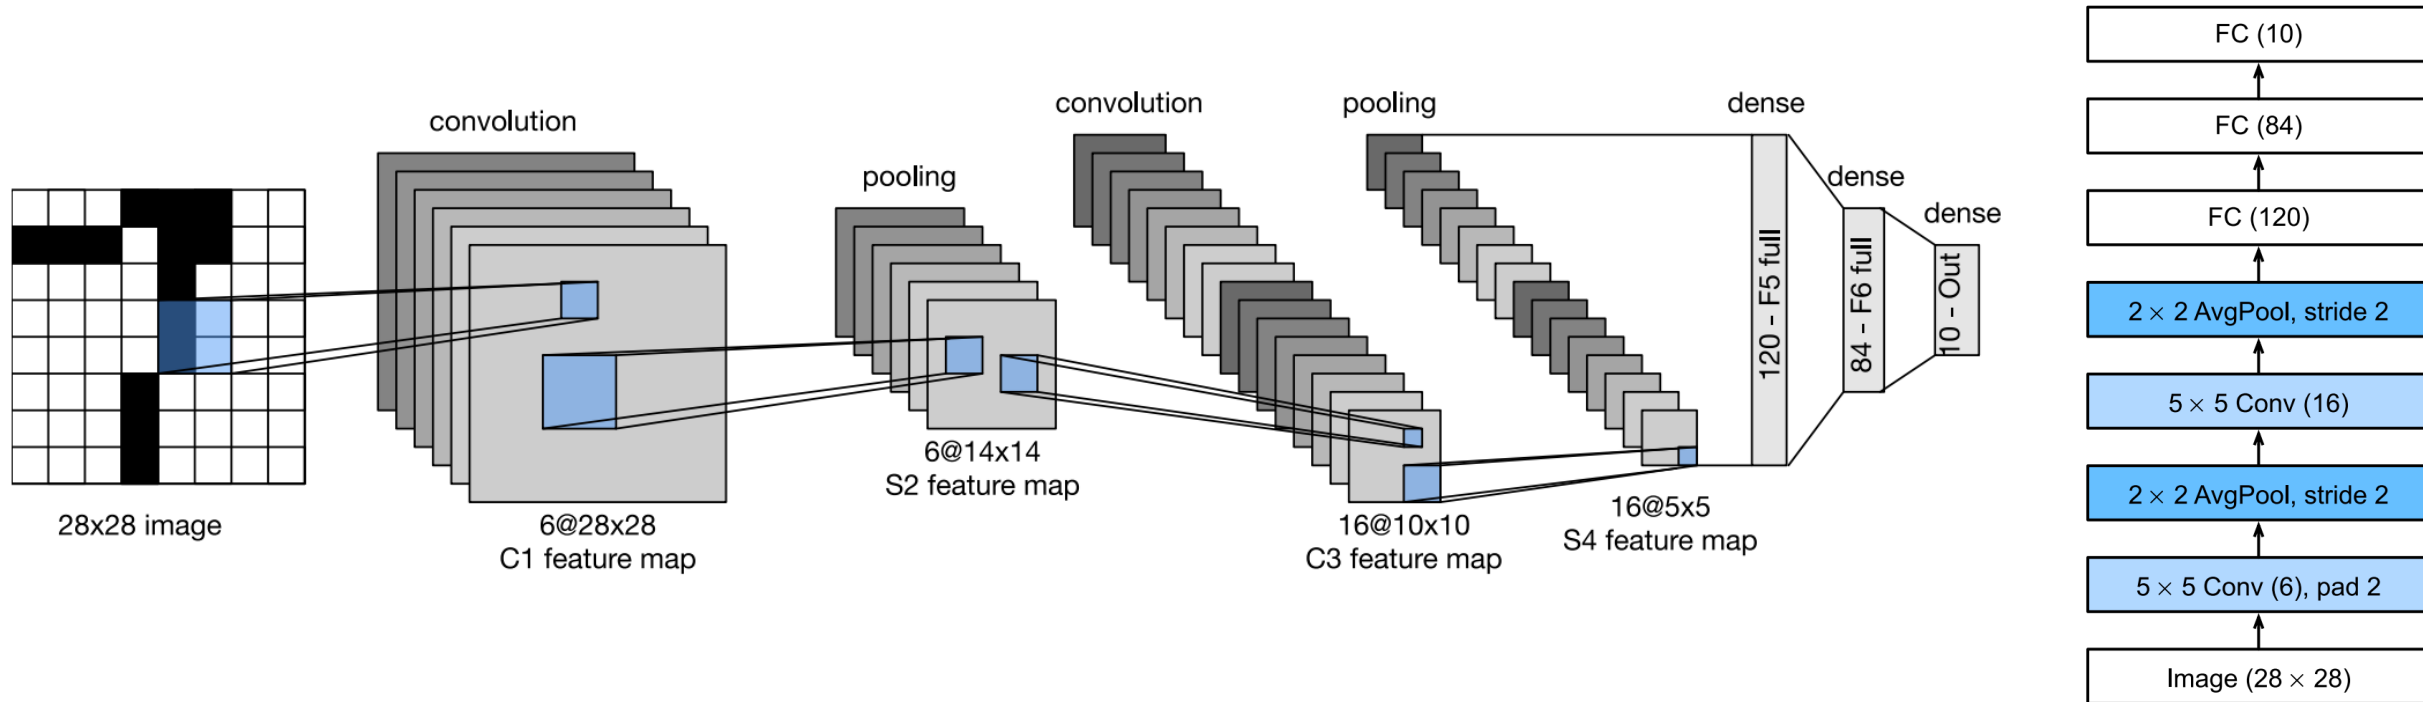 28x28 image
convolution
6@28x28
C1 feature map
pooling
6@14x14
S2 feature map
convolution
16@10x10
C3 feature map
pooling
16@5x5
S4 feature map
dense
120 - F5 full
dense
84 - F6 full
dense
10 - Out
FC (10)
FC (84)
FC (120)
2 × 2 AvgPool, stride 2
5 × 5 Conv (16)
2 × 2 AvgPool, stride 2
5 × 5 Conv (6), pad 2
Image (28 × 28)